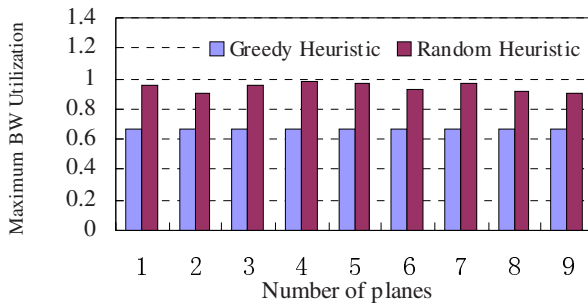 Maximum BW Utilization
1.4
1.2
1
0.8
0.6
0.4
0.2
0
Greedy Heuristic Random Heuristic
1 2 3 4 5 6 7 8 9
Number of planes